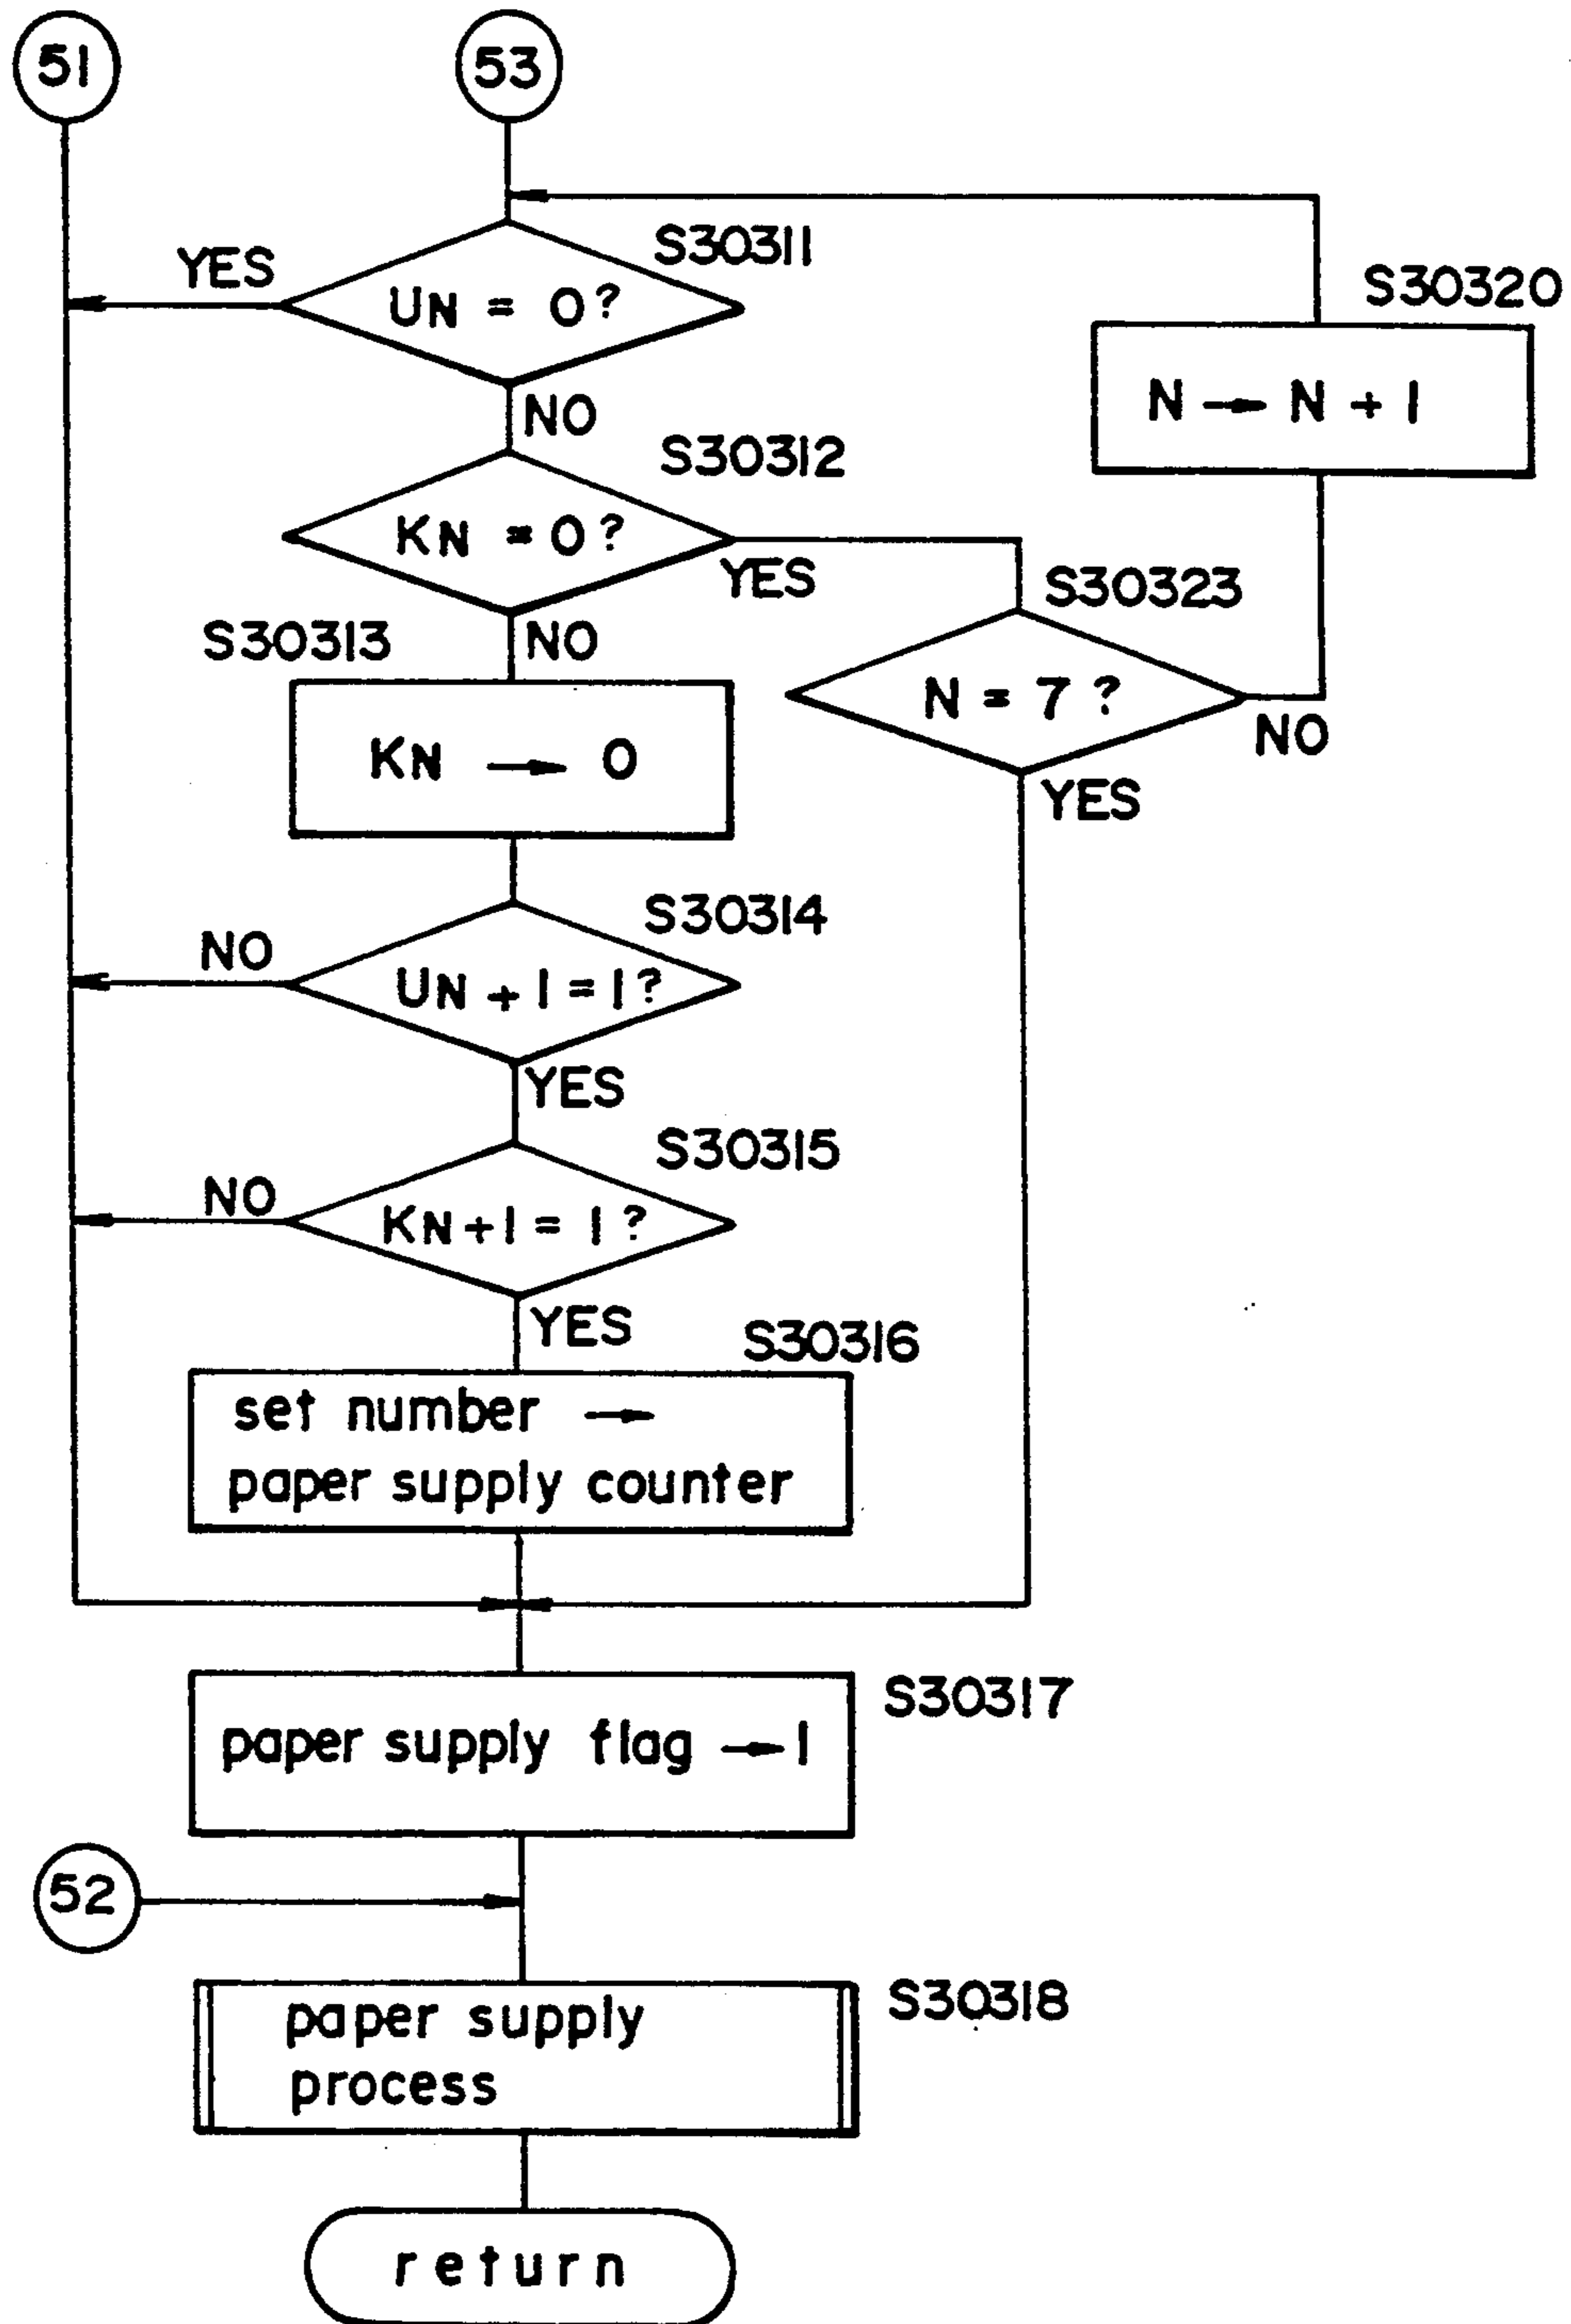 51
53
S30311
YES
UN = 0?
S30320
NO
N → N + 1
S30312
KN = 0?
YES
S30323
S30313
NO
N = 7?
NO
KN → 0
YES
S30314
NO
UN + 1 = 1?
YES
S30315
NO
KN + 1 = 1?
YES
S30316
set number →
paper supply counter
S30317
paper supply flag → 1
52
S30318
paper supply
process
return